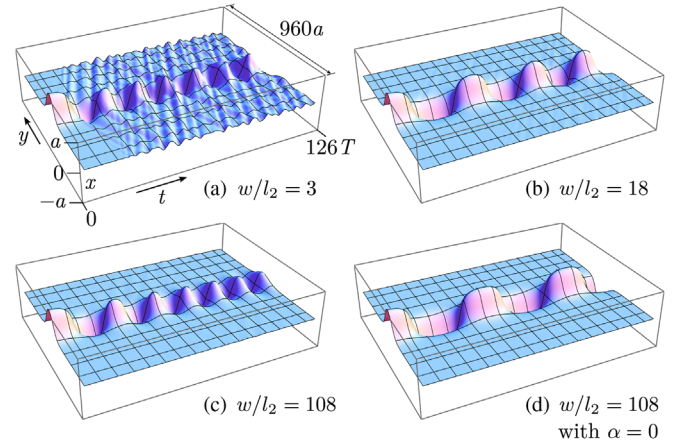 960a
y
a
0
x
−a
0
t
126 T
(a) w/l₂ = 3
(b) w/l₂ = 18
(c) w/l₂ = 108
(d) w/l₂ = 108
with α = 0